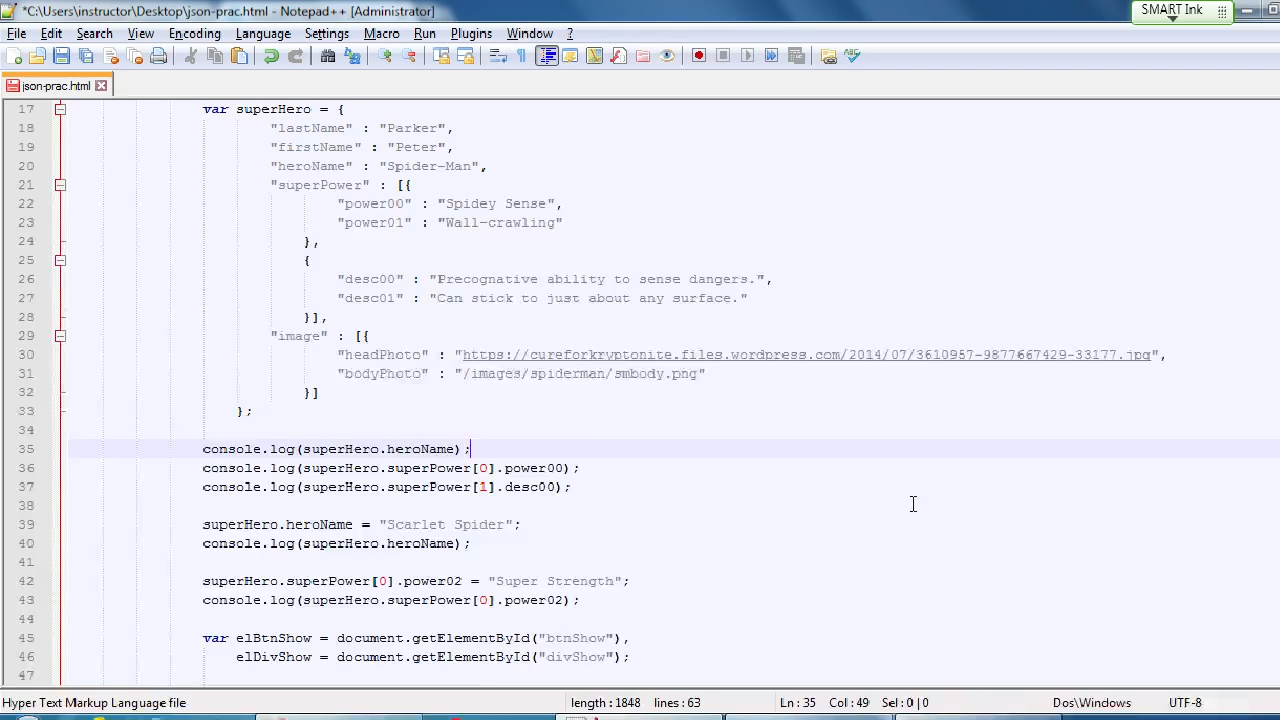 *C:\Users\instructor\Desktop\json-prac.html - Notepad++ [Administrator]
SMART Ink
File Edit Search View Encoding Language Settings Macro Run Plugins Window ?
json-prac.html
17 var superHero = {
18 "lastName" : "Parker",
19 "firstName" : "Peter",
20 "heroName" : "Spider-Man",
21 "superPower" : [{
22 "power00" : "Spidey Sense",
23 "power01" : "Wall-crawling"
24 },
25 {
26 "desc00" : "Precognative ability to sense dangers.",
27 "desc01" : "Can stick to just about any surface."
28 }],
29 "image" : [{
30 "headPhoto" : "https://cureforkryptonite.files.wordpress.com/2014/07/3610957-9877667429-33177.jpg",
31 "bodyPhoto" : "/images/spiderman/smbody.png"
32 }]
33 };
34
35 console.log(superHero.heroName);
36 console.log(superHero.superPower[0].power00);
37 console.log(superHero.superPower[1].desc00);
38
39 superHero.heroName = "Scarlet Spider";
40 console.log(superHero.heroName);
41
42 superHero.superPower[0].power02 = "Super Strength";
43 console.log(superHero.superPower[0].power02);
44
45 var elBtnShow = document.getElementById("btnShow"),
46 elDivShow = document.getElementById("divShow");
47
Hyper Text Markup Language file length : 1848 lines : 63 Ln : 35 Col : 49 Sel : 0 | 0 Dos\Windows UTF-8